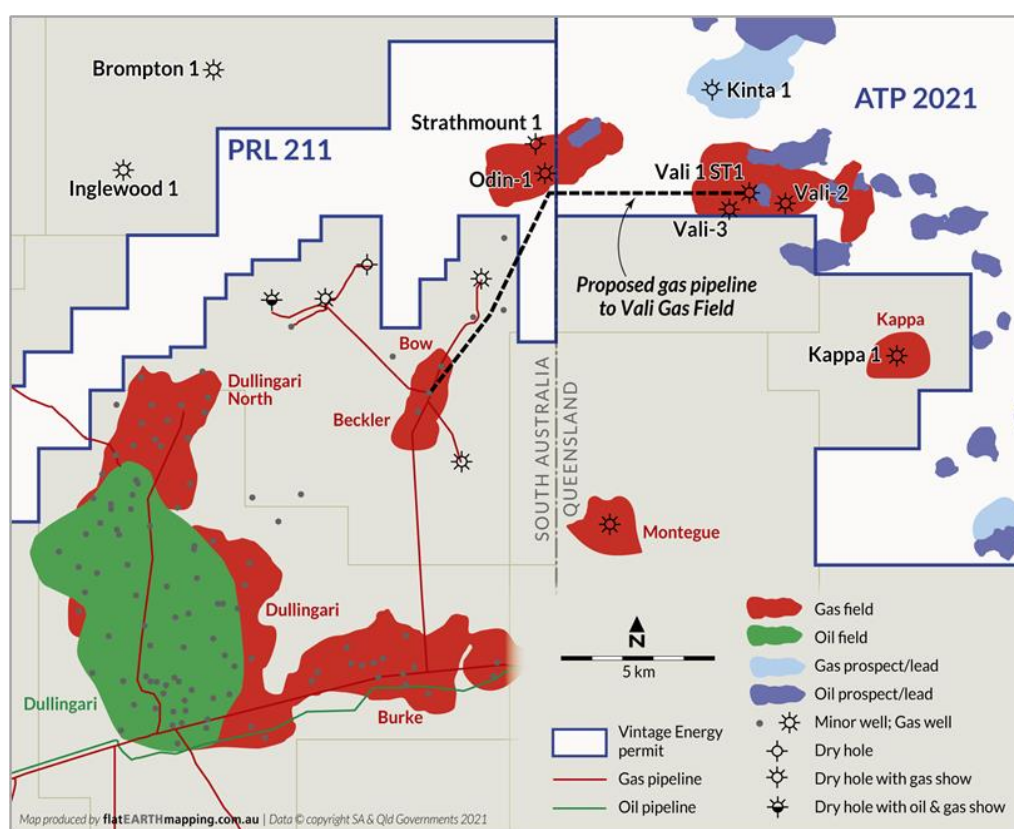 Brompton 1
Inglewood 1
PRL 211
Strathmount 1
Odin-1
Kinta 1
ATP 2021
Vali 1 ST1
Vali-2
Vali-3
Proposed gas pipeline
to Vali Gas Field
Bow
Beckler
Kappa
Kappa 1
Dullingari
North
SOUTH AUSTRALIA
QUEENSLAND
Montegue
Dullingari
Dullingari
Burke
N
5 km
Vintage Energy
permit
Gas pipeline
Oil pipeline
Gas field
Oil field
Gas prospect/lead
Oil prospect/lead
Minor well; Gas well
Dry hole
Dry hole with gas show
Dry hole with oil & gas show
Map produced by flatEARTHmapping.com.au | Data © copyright SA & Qld Governments 2021